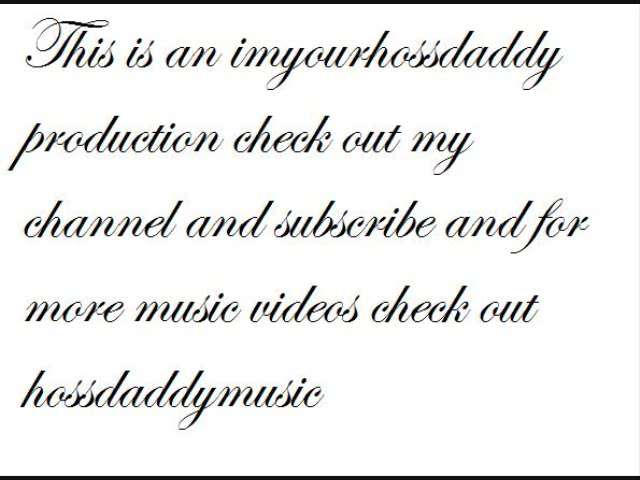 This is an imyourhossdaddy
production check out my
channel and subscribe and for
more music videos check out
hossdaddymusic